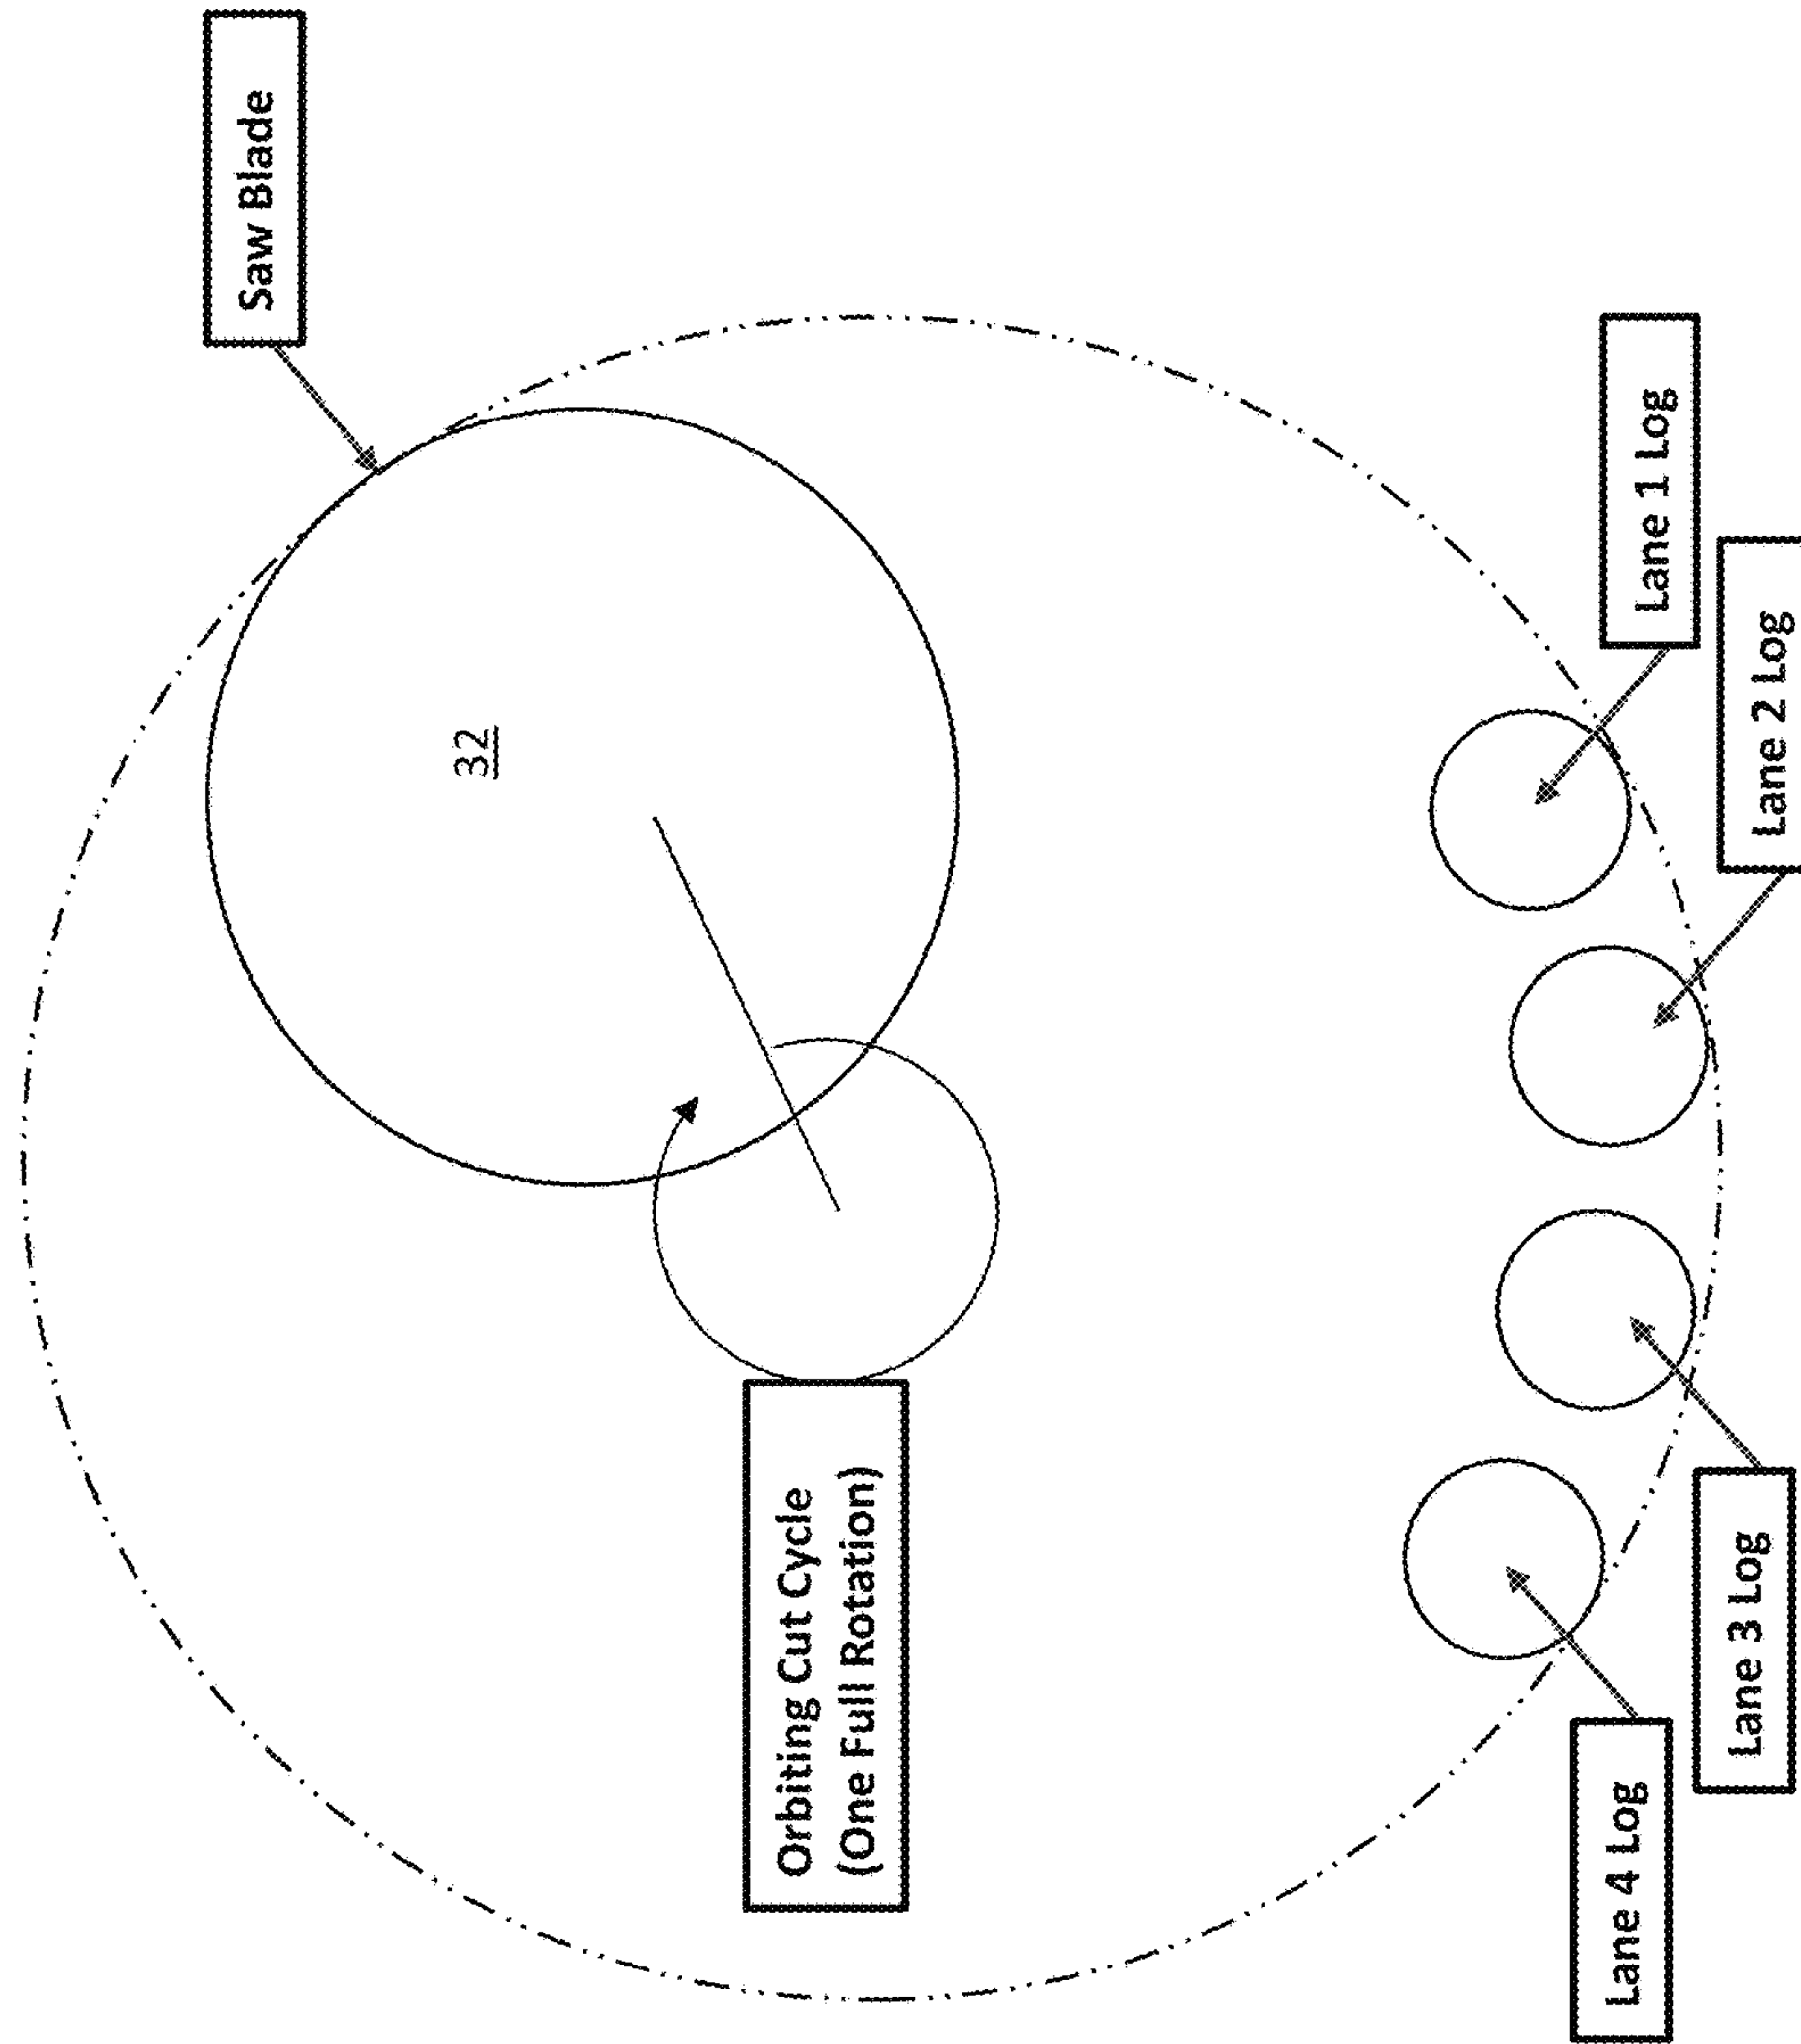 Saw Blade
32
Orbiting Cut Cycle
(One Full Rotation)
Lane 1 Log
Lane 2 Log
Lane 3 Log
Lane 4 Log